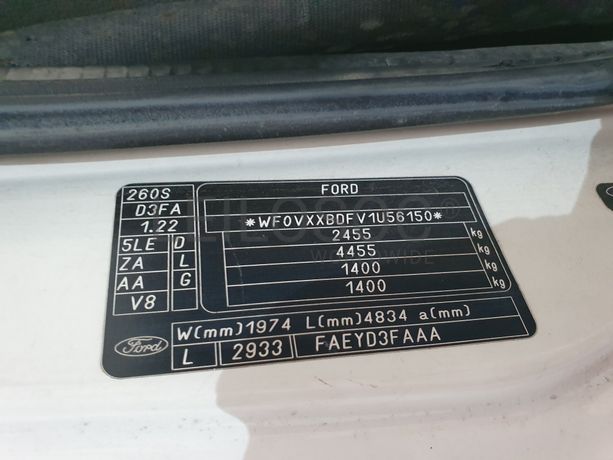 260S FORD
D3FA *WF0VXXBDFV1U56150*
1.22 2455 kg
5LE D 4455 kg
ZA L 1400 kg
AA G 1400 kg
V8
W(mm)1974 L(mm)4834 a(mm)
Ford L 2933 FAEYD3FAAA
WORLDWIDE